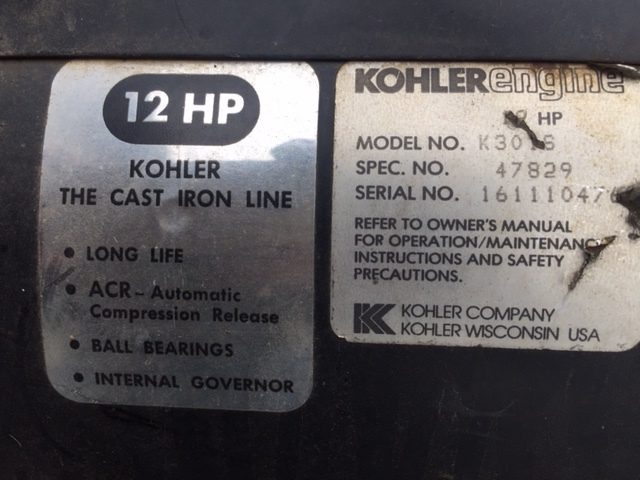 12 HP
KOHLER
THE CAST IRON LINE
• LONG LIFE
• ACR - Automatic
Compression Release
• BALL BEARINGS
• INTERNAL GOVERNOR
KOHLERengine
HP
MODEL NO. K301S
SPEC. NO. 47829
SERIAL NO. 161110476
REFER TO OWNER'S MANUAL
FOR OPERATION/MAINTENANCE
INSTRUCTIONS AND SAFETY
PRECAUTIONS.
K KOHLER COMPANY
KOHLER WISCONSIN USA